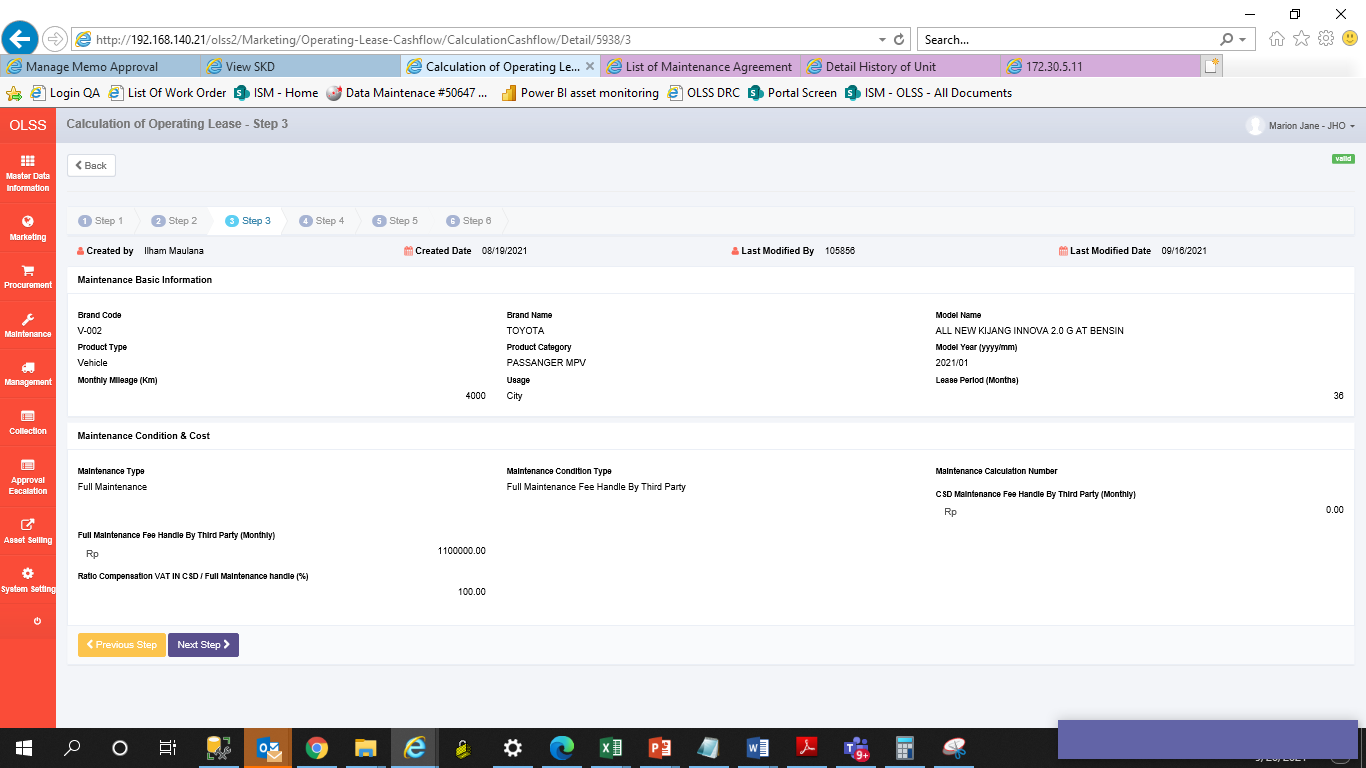 http://192.168.140.21/olss2/Marketing/Operating-Lease-Cashflow/CalculationCashflow/Detail/5938/3
Search...
Manage Memo Approval
View SKD
Calculation of Operating Le...
List of Maintenance Agreement
Detail History of Unit
172.30.5.11
Login QA
List Of Work Order
ISM - Home
Data Maintenace #50647 ...
Power BI asset monitoring
OLSS DRC
Portal Screen
ISM - OLSS - All Documents
OLSS
Calculation of Operating Lease - Step 3
Marion Jane - JHO
Back
valid
Master Data Information
Marketing
Procurement
Maintenance
Management
Collection
Approval Escalation
Asset Selling
System Setting
1 Step 1
2 Step 2
3 Step 3
4 Step 4
5 Step 5
6 Step 6
Created by Ilham Maulana
Created Date 08/19/2021
Last Modified By 105856
Last Modified Date 09/16/2021
Maintenance Basic Information
Brand Code
V-002
Brand Name
TOYOTA
Model Name
ALL NEW KIJANG INNOVA 2.0 G AT BENSIN
Product Type
Vehicle
Product Category
PASSANGER MPV
Model Year (yyyy/mm)
2021/01
Monthly Mileage (Km)
4000
Usage
City
Lease Period (Months)
36
Maintenance Condition & Cost
Maintenance Type
Full Maintenance
Maintenance Condition Type
Full Maintenance Fee Handle By Third Party
Maintenance Calculation Number
CSD Maintenance Fee Handle By Third Party (Monthly)
Rp 0.00
Full Maintenance Fee Handle By Third Party (Monthly)
Rp 1100000.00
Ratio Compensation VAT IN CSD / Full Maintenance handle (%)
100.00
Previous Step
Next Step
9+